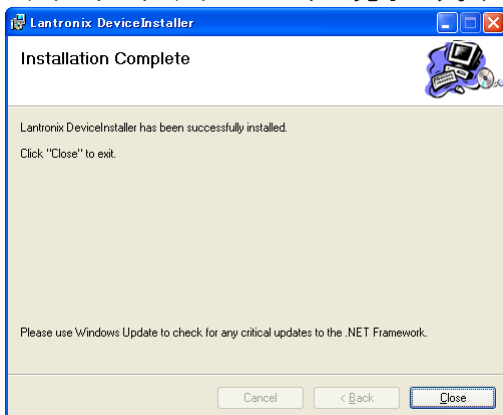 Lantronix DeviceInstaller
Installation Complete
Lantronix DeviceInstaller has been successfully installed.
Click "Close" to exit.
Please use Windows Update to check for any critical updates to the .NET Framework.
Cancel
< Back
Close